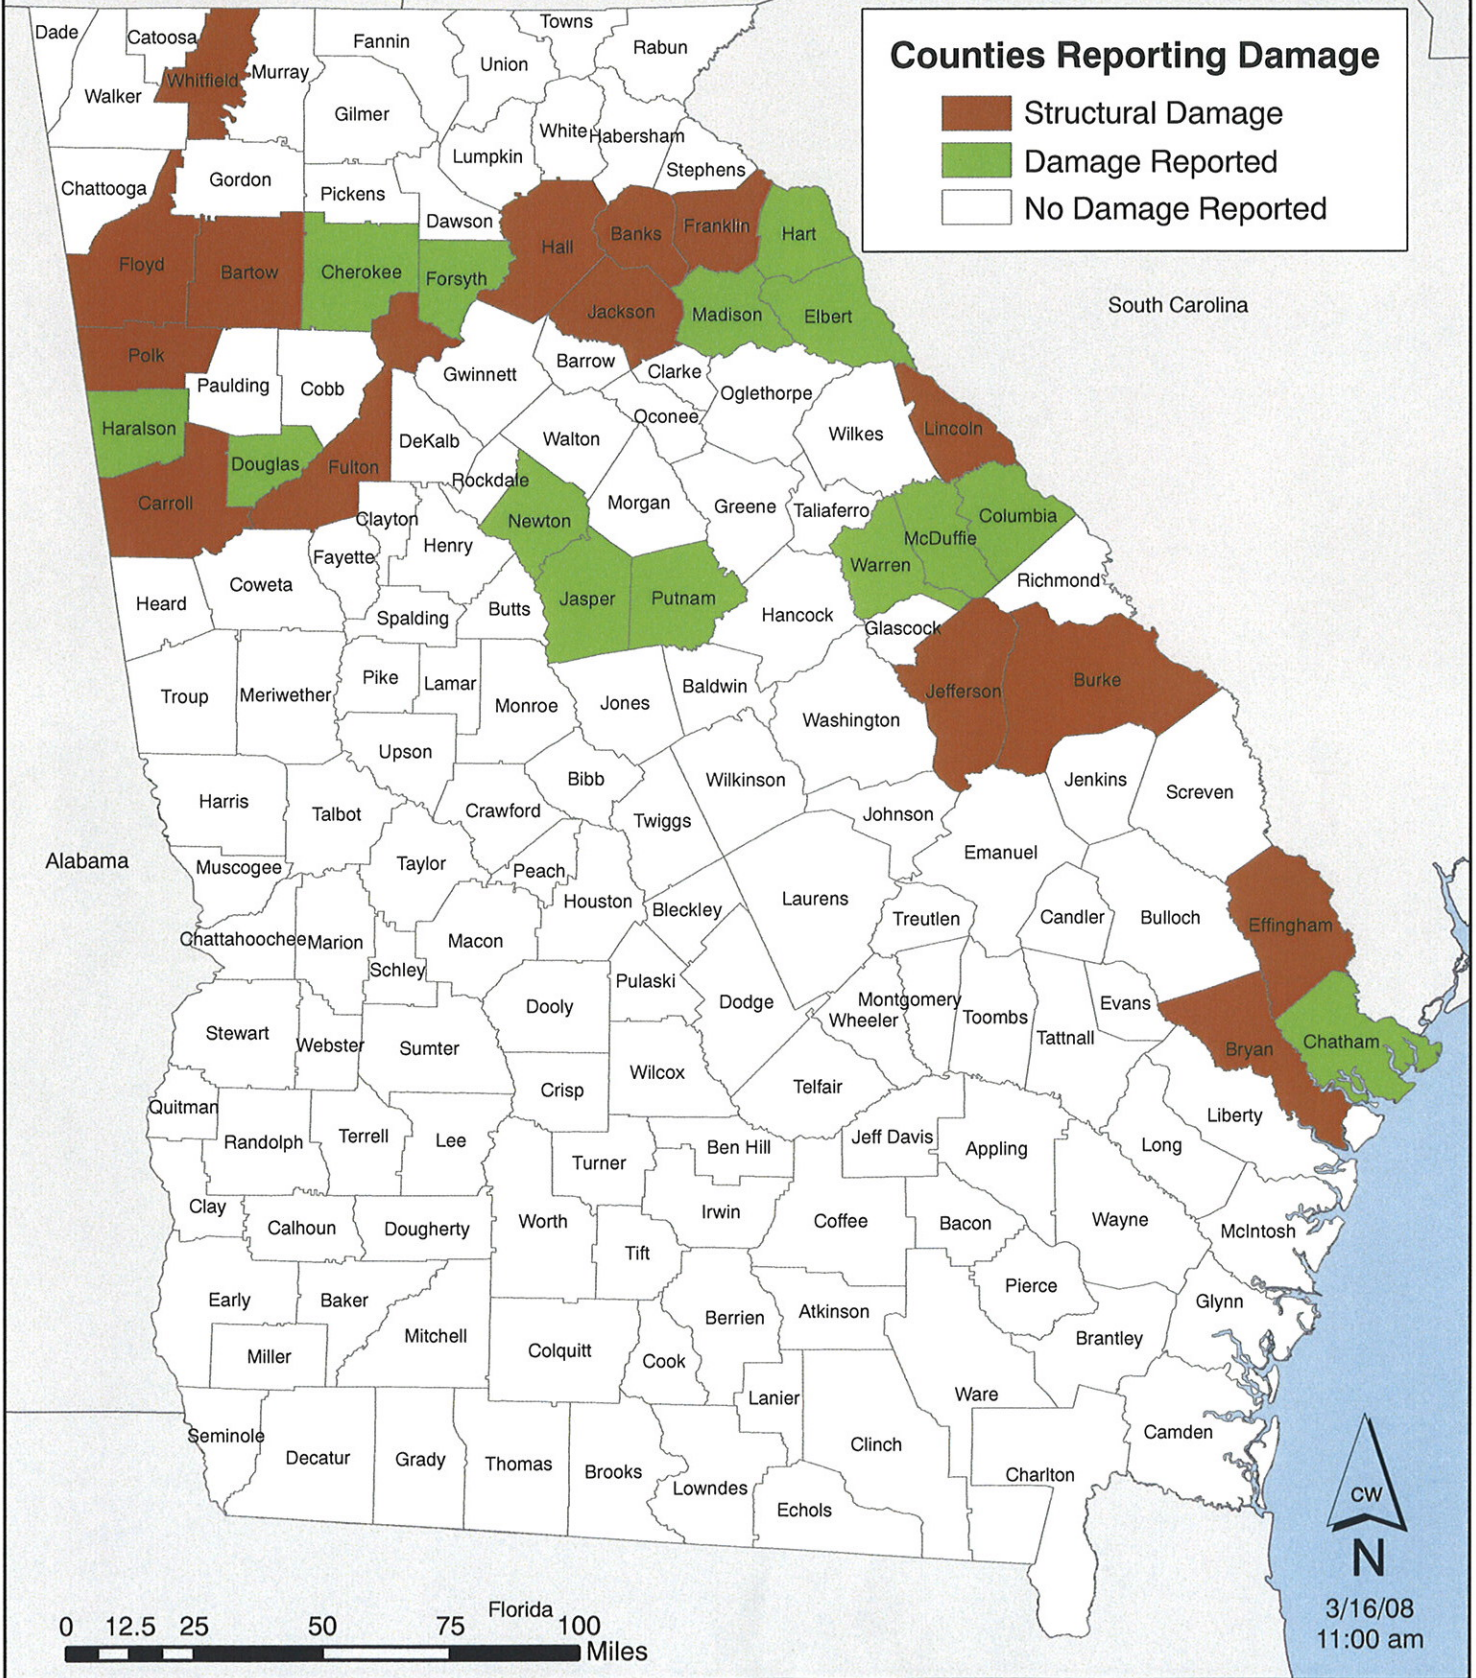 Counties Reporting Damage
Structural Damage
Damage Reported
No Damage Reported
Dade
Catoosa
Whitfield
Murray
Fannin
Towns
Union
Rabun
Walker
Gilmer
White
Habersham
Lumpkin
Stephens
Chattooga
Gordon
Pickens
Dawson
Hall
Banks
Franklin
Hart
Floyd
Bartow
Cherokee
Forsyth
Jackson
Madison
Elbert
South Carolina
Polk
Paulding
Cobb
Gwinnett
Barrow
Clarke
Oglethorpe
Oconee
Haralson
Douglas
Fulton
DeKalb
Walton
Wilkes
Lincoln
Rockdale
Carroll
Clayton
Newton
Morgan
Greene
Taliaferro
Columbia
McDuffie
Warren
Fayette
Henry
Richmond
Heard
Coweta
Spalding
Butts
Jasper
Putnam
Hancock
Glascock
Troup
Meriwether
Pike
Lamar
Monroe
Jones
Baldwin
Washington
Jefferson
Burke
Upson
Bibb
Wilkinson
Jenkins
Screven
Harris
Talbot
Crawford
Twiggs
Johnson
Alabama
Muscogee
Taylor
Peach
Houston
Bleckley
Laurens
Emanuel
Treutlen
Candler
Bulloch
Effingham
Chattahoochee
Marion
Schley
Macon
Pulaski
Dooly
Dodge
Montgomery
Wheeler
Toombs
Tattnall
Evans
Bryan
Chatham
Stewart
Webster
Sumter
Crisp
Wilcox
Telfair
Liberty
Quitman
Randolph
Terrell
Lee
Turner
Ben Hill
Jeff Davis
Appling
Long
Clay
Calhoun
Dougherty
Worth
Irwin
Tift
Coffee
Bacon
Wayne
McIntosh
Early
Baker
Miller
Mitchell
Colquitt
Cook
Berrien
Atkinson
Pierce
Brantley
Glynn
Lanier
Ware
Clinch
Camden
Charlton
Seminole
Decatur
Grady
Thomas
Brooks
Lowndes
Echols
Florida
0 12.5 25 50 75 100
Miles
CW
N
3/16/08
11:00 am